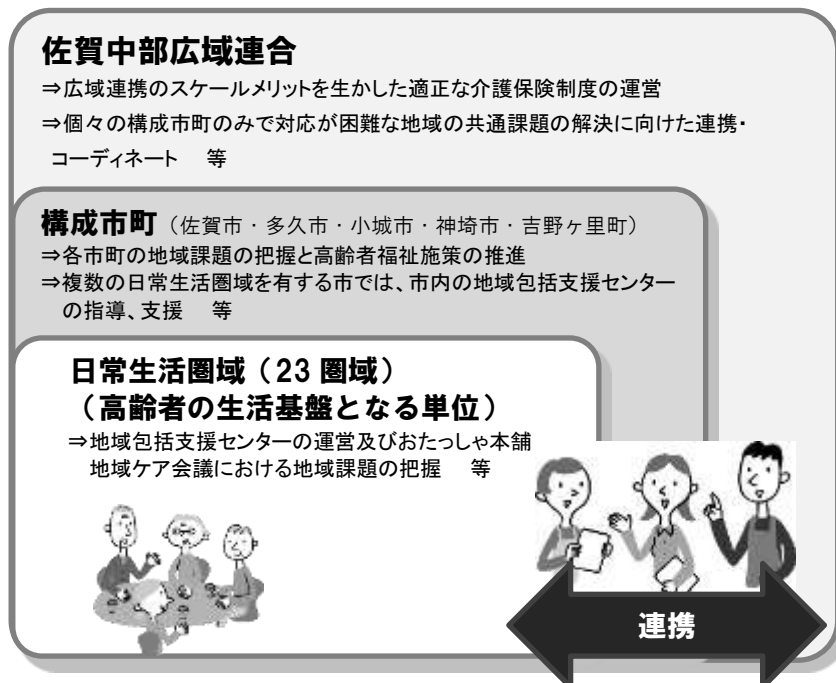 佐賀中部広域連合
⇒広域連携のスケールメリットを生かした適正な介護保険制度の運営
⇒個々の構成市町のみで対応が困難な地域の共通課題の解決に向けた連携・
コーディネート 等
構成市町（佐賀市・多久市・小城市・神埼市・吉野ヶ里町）
⇒各市町の地域課題の把握と高齢者福祉施策の推進
⇒複数の日常生活圏域を有する市では、市内の地域包括支援センター
の指導、支援 等
日常生活圏域（23圏域）
（高齢者の生活基盤となる単位）
⇒地域包括支援センターの運営及びおたっしゃ本舗
地域ケア会議における地域課題の把握 等
連携